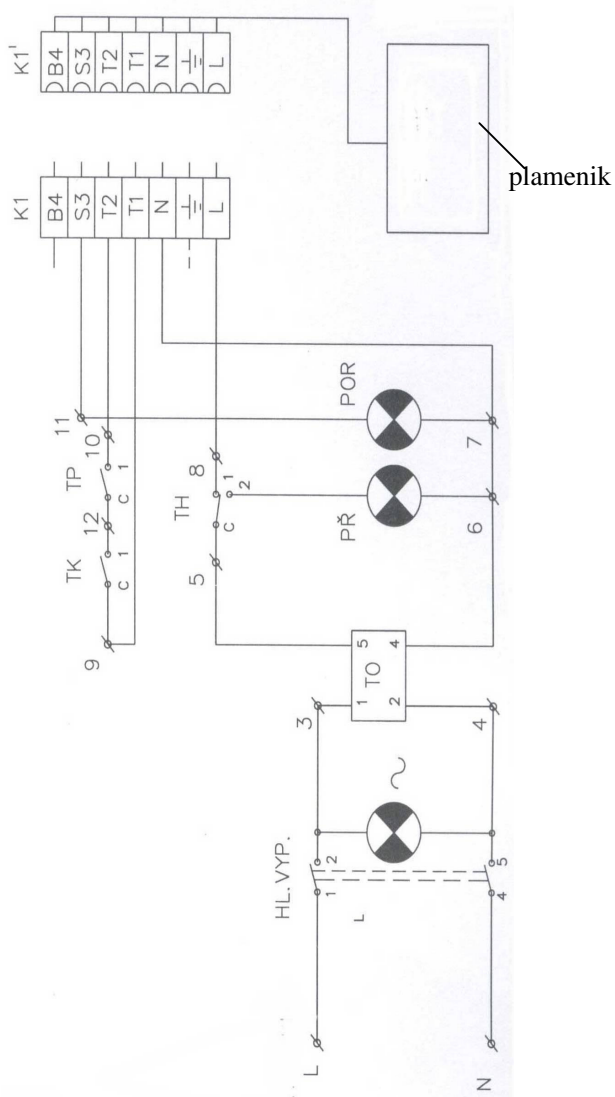 K1'
B4
S3
T2
T1
N
L
K1
B4
S3
T2
T1
N
L
plamenik
11
10
TP
1
C
12
TK
1
C
9
8
TH
1
2
C
5
POR
PŘ
7
6
5
4
TO
1
2
3
4
HL.VYP.
2
1
5
4
L
L
N